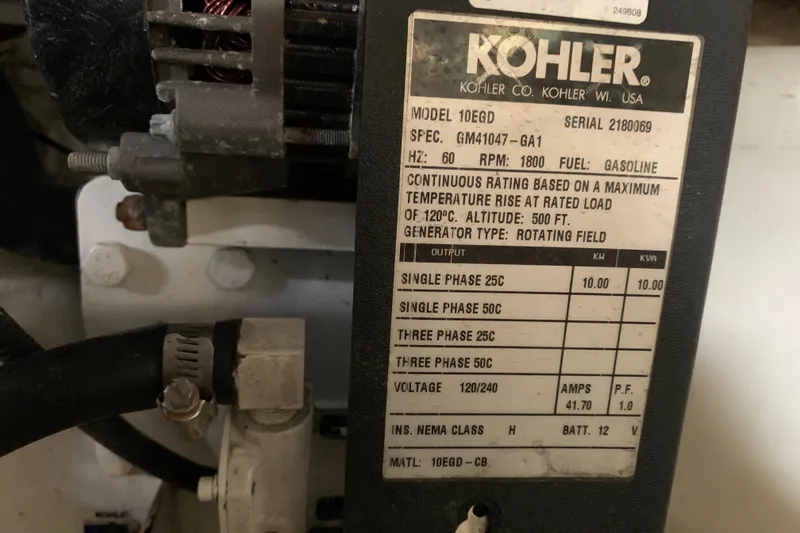 249808
KOHLER®
KOHLER CO. KOHLER WI. USA
MODEL 10EGD SERIAL 2180069
SPEC. GM41047-GA1
HZ: 60 RPM: 1800 FUEL: GASOLINE
CONTINUOUS RATING BASED ON A MAXIMUM
TEMPERATURE RISE AT RATED LOAD
OF 120ºC. ALTITUDE: 500 FT.
GENERATOR TYPE: ROTATING FIELD
OUTPUT KW KVA
SINGLE PHASE 25C 10.00 10.00
SINGLE PHASE 50C
THREE PHASE 25C
THREE PHASE 50C
VOLTAGE 120/240 AMPS P.F.
41.70 1.0
INS. NEMA CLASS H BATT. 12 V
MATL: 10EGD-CB
KOHLER